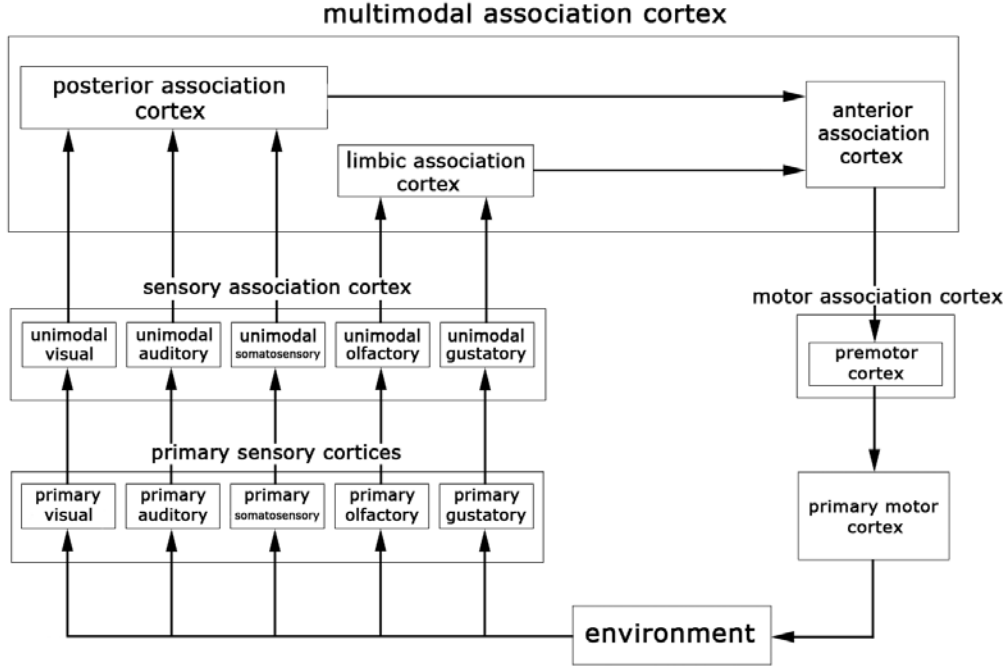 multimodal association cortex
posterior association
cortex
anterior
association
cortex
limbic association
cortex
sensory association cortex
motor association cortex
unimodal
visual
unimodal
auditory
unimodal
somatosensory
unimodal
olfactory
unimodal
gustatory
premotor
cortex
primary sensory cortices
primary
visual
primary
auditory
primary
somatosensory
primary
olfactory
primary
gustatory
primary motor
cortex
environment